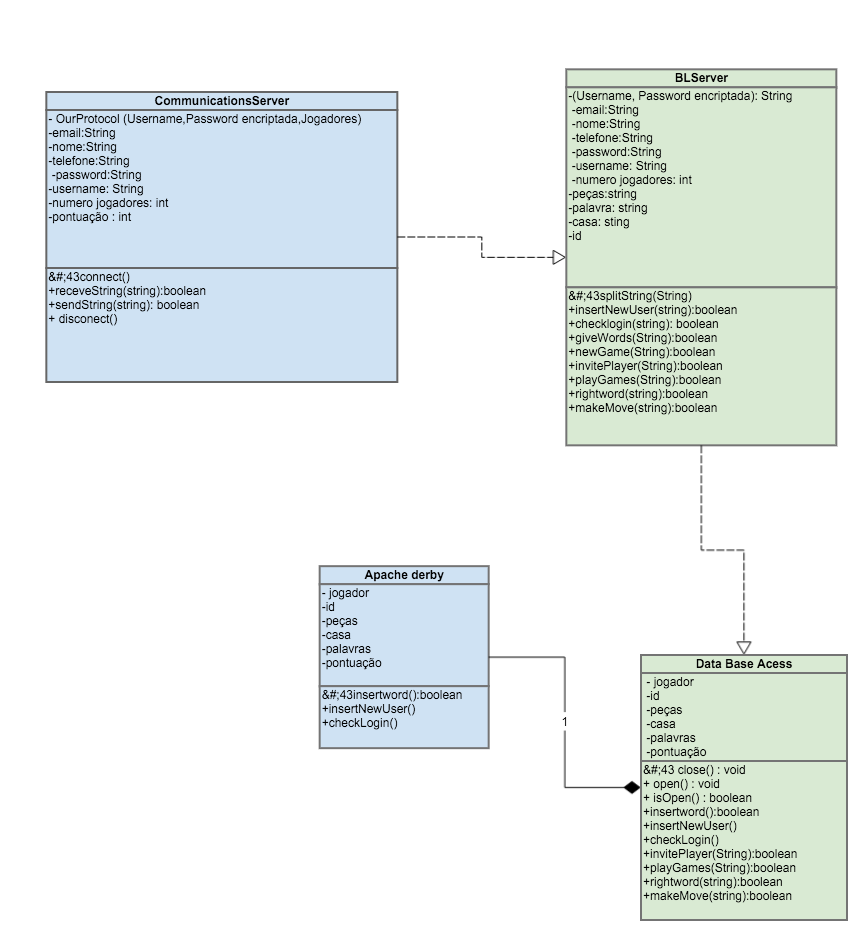 CommunicationsServer
- OurProtocol (Username,Password encriptada,Jogadores)
-email:String
-nome:String
-telefone:String
-password:String
-username: String
-numero jogadores: int
-pontuação : int
&#;43connect()
+receveString(string):boolean
+sendString(string): boolean
+ disconect()
BLServer
-(Username, Password encriptada): String
-email:String
-nome:String
-telefone:String
-password:String
-username: String
-numero jogadores: int
-peças:string
-palavra: string
-casa: sting
-id
&#;43splitString(String)
+insertNewUser(string):boolean
+checklogin(string): boolean
+giveWords(String):boolean
+newGame(String):boolean
+invitePlayer(String):boolean
+playGames(String):boolean
+rightword(string):boolean
+makeMove(string):boolean
Apache derby
- jogador
-id
-peças
-casa
-palavras
-pontuação
&#;43insertword():boolean
+insertNewUser()
+checkLogin()
1
Data Base Acess
- jogador
-id
-peças
-casa
-palavras
-pontuação
&#;43 close() : void
+ open() : void
+ isOpen() : boolean
+insertword():boolean
+insertNewUser()
+checkLogin()
+invitePlayer(String):boolean
+playGames(String):boolean
+rightword(string):boolean
+makeMove(string):boolean